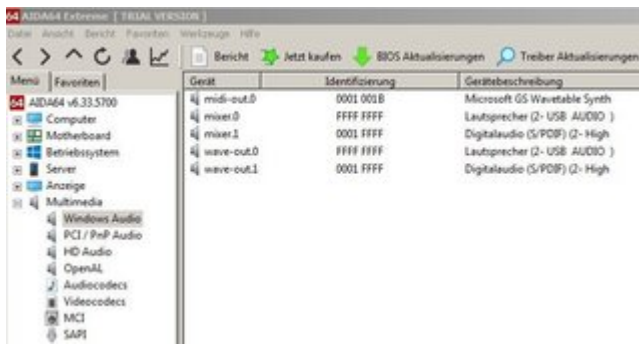 64 AIDA64 Extreme [ TRIAL VERSION ]
Datei Ansicht Bericht Favoriten Werkzeuge Hilfe
Bericht Jetzt kaufen BIOS Aktualisierungen Treiber Aktualisierungen
Menü Favoriten
Gerät Identifizierung Gerätebeschreibung
64 AIDA64 v6.33.5700
Computer
Motherboard
Betriebssystem
Server
Anzeige
Multimedia
Windows Audio
PCI / PnP Audio
HD Audio
OpenAL
Audiocodecs
Videocodecs
MCI
SAPI
midi-out.0 0001 001B Microsoft GS Wavetable Synth
mixer.0 FFFF FFFF Lautsprecher (2- USB AUDIO )
mixer.1 0001 FFFF Digitalaudio (S/PDIF) (2- High
wave-out.0 FFFF FFFF Lautsprecher (2- USB AUDIO )
wave-out.1 0001 FFFF Digitalaudio (S/PDIF) (2- High